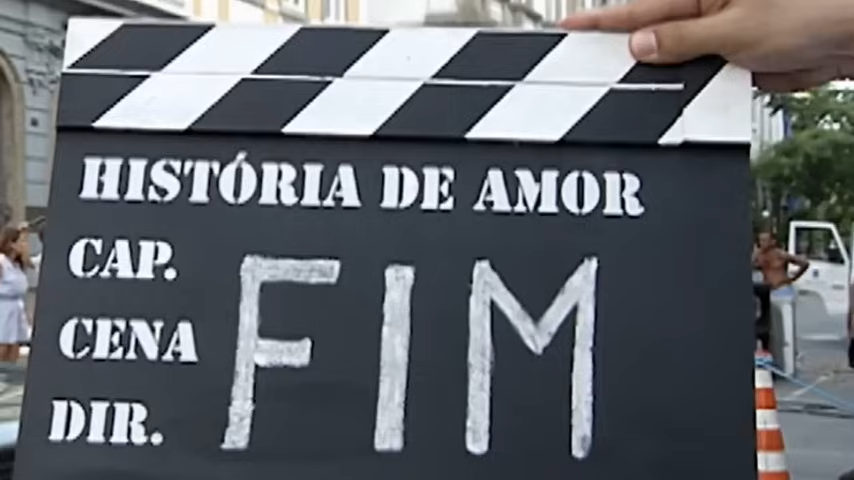 HISTÓRIA DE AMOR
CAP.
FIM
CENA
DIR.